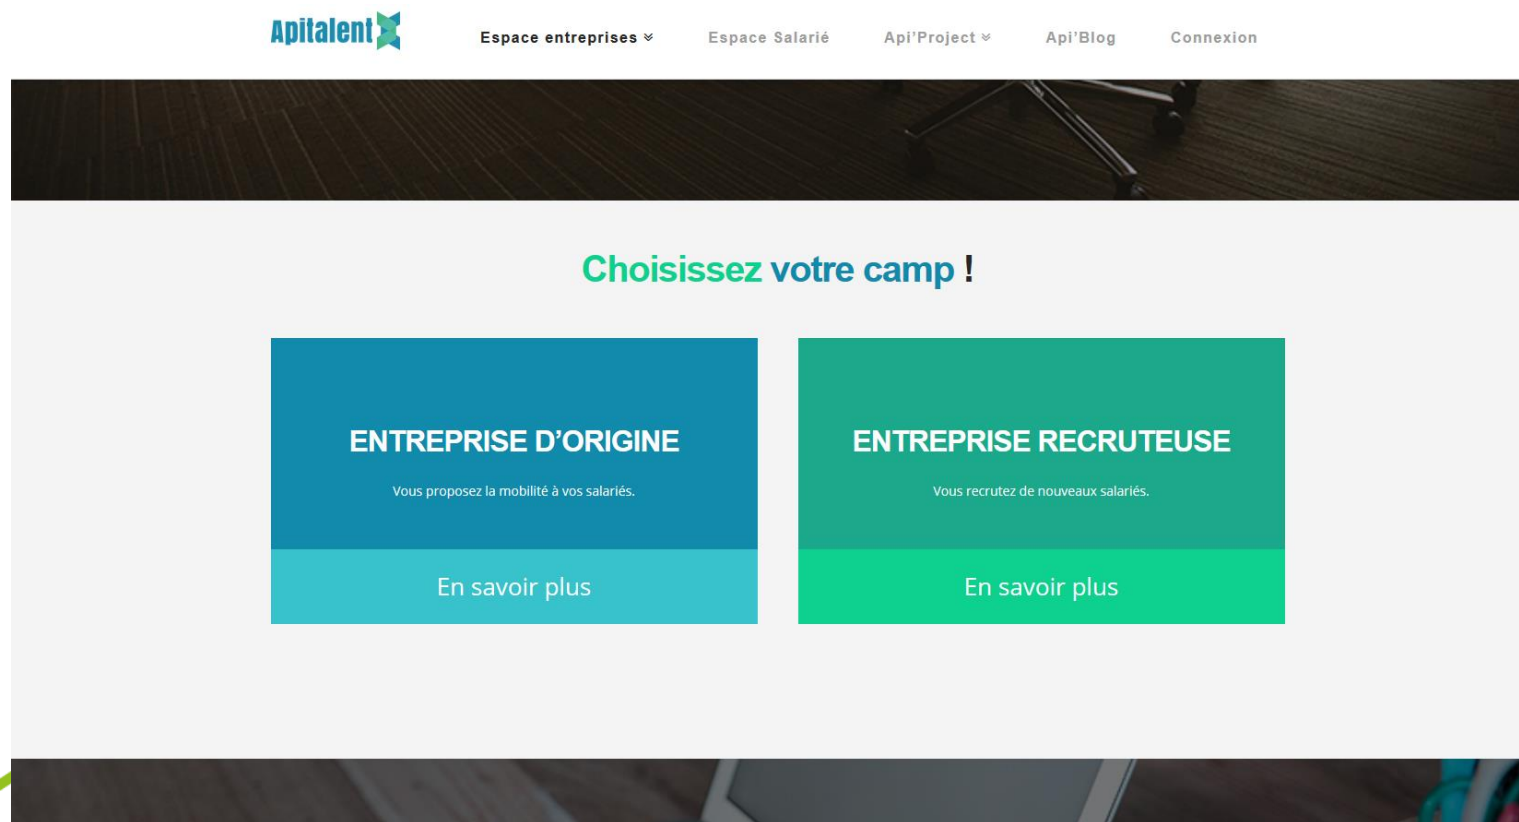 Apitalent
Espace entreprises
Espace Salarié
Api’Project
Api’Blog
Connexion
Choisissez votre camp !
ENTREPRISE D’ORIGINE
Vous proposez la mobilité à vos salariés.
En savoir plus
ENTREPRISE RECRUTEUSE
Vous recrutez de nouveaux salariés.
En savoir plus